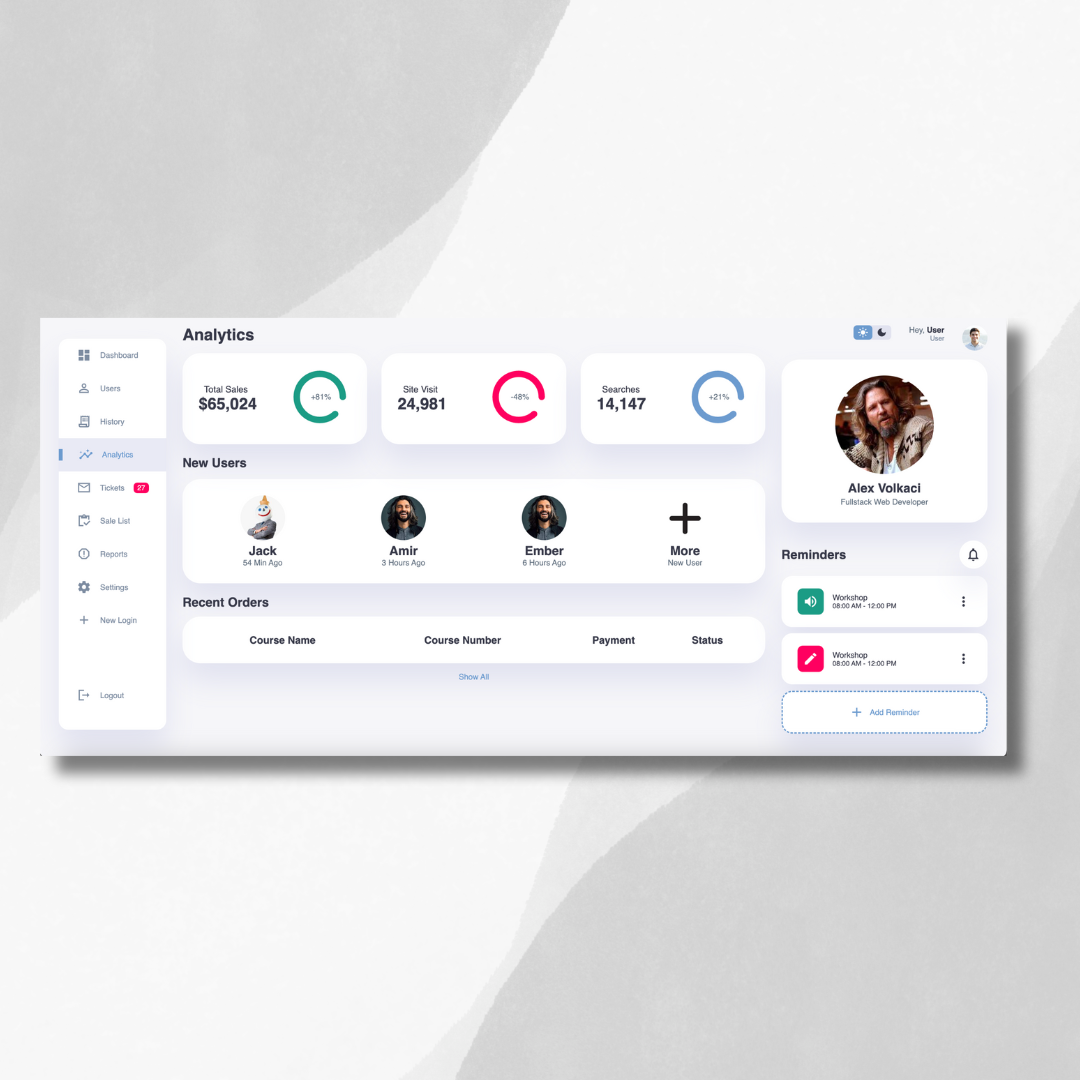 Dashboard
Users
History
Analytics
Tickets 27
Sale List
Reports
Settings
New Login
Logout
Analytics
Total Sales
$65,024
+81%
Site Visit
24,981
-48%
Searches
14,147
+21%
New Users
Jack
54 Min Ago
Amir
3 Hours Ago
Ember
6 Hours Ago
More
New User
Recent Orders
Course Name Course Number Payment Status
Show All
Hey, User
User
Alex Volkaci
Fullstack Web Developer
Reminders
Workshop
08:00 AM - 12:00 PM
Workshop
08:00 AM - 12:00 PM
Add Reminder